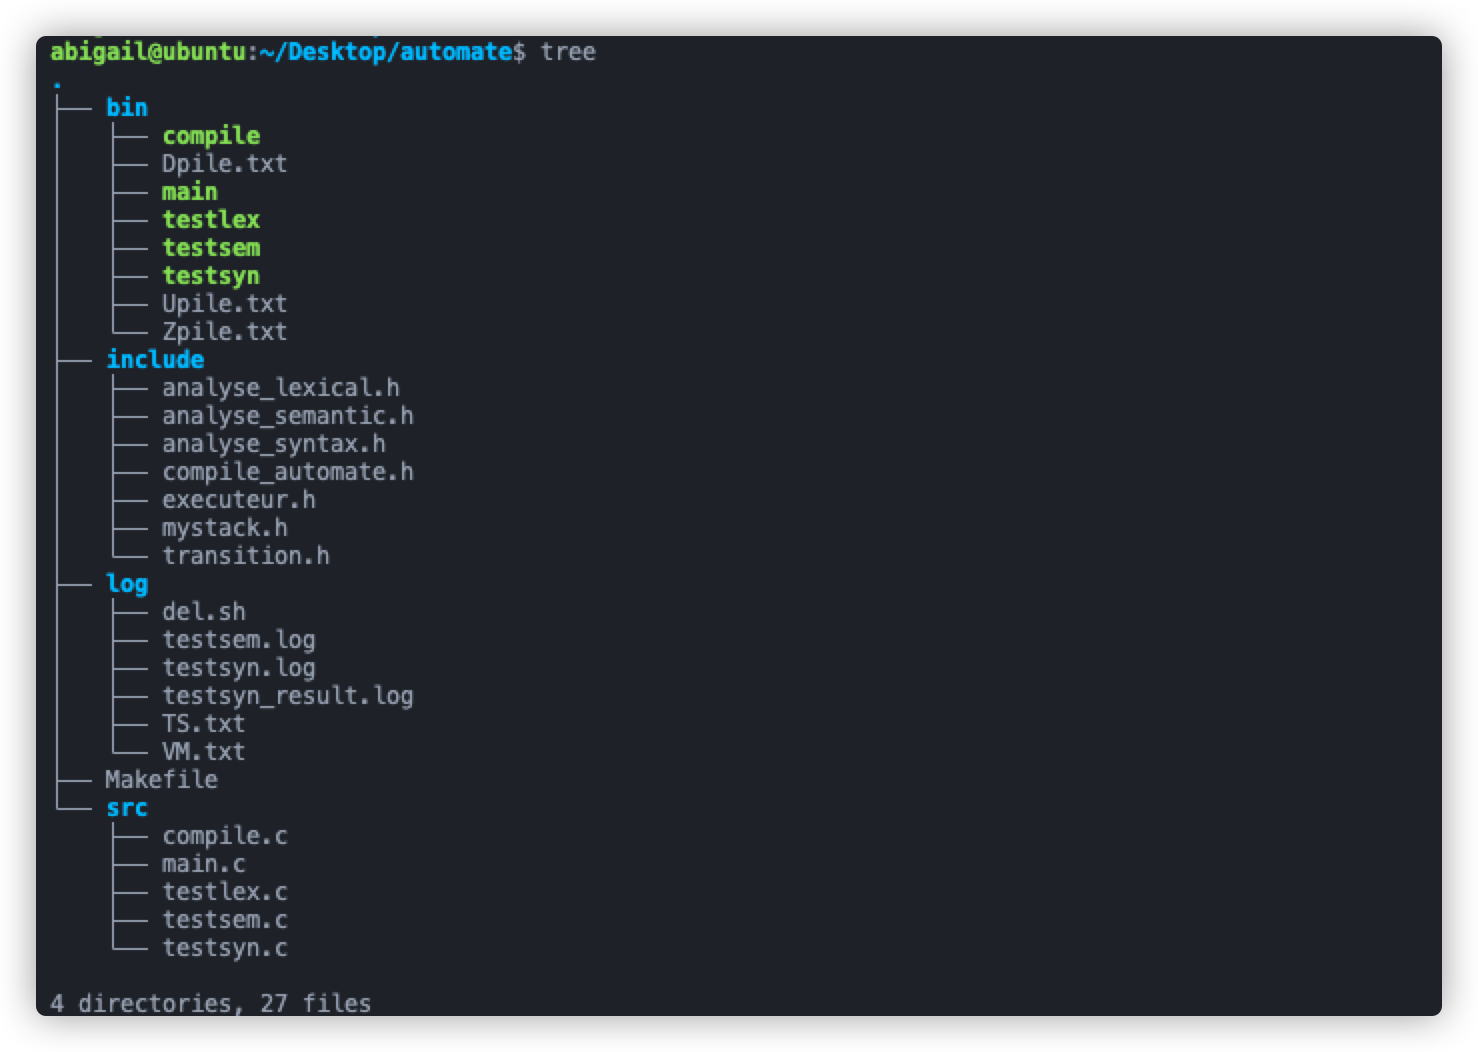 abigail@ubuntu:~/Desktop/automate$ tree
.
├── bin
│   ├── compile
│   ├── Dpile.txt
│   ├── main
│   ├── testlex
│   ├── testsem
│   ├── testsyn
│   ├── Upile.txt
│   └── Zpile.txt
├── include
│   ├── analyse_lexical.h
│   ├── analyse_semantic.h
│   ├── analyse_syntax.h
│   ├── compile_automate.h
│   ├── executeur.h
│   ├── mystack.h
│   └── transition.h
├── log
│   ├── del.sh
│   ├── testsem.log
│   ├── testsyn.log
│   ├── testsyn_result.log
│   ├── TS.txt
│   └── VM.txt
├── Makefile
└── src
    ├── compile.c
    ├── main.c
    ├── testlex.c
    ├── testsem.c
    └── testsyn.c

4 directories, 27 files